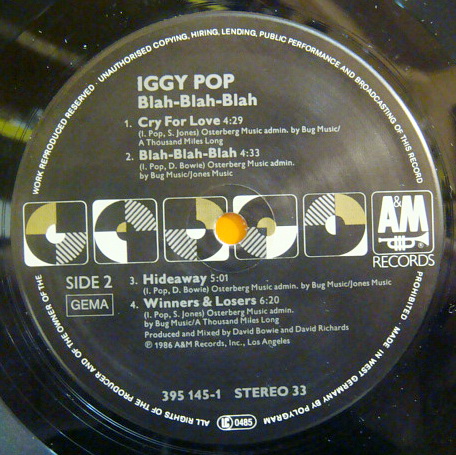 WORK REPRODUCED RESERVED · UNAUTHORISED COPYING, HIRING, LENDING, PUBLIC PERFORMANCE AND BROADCASTING OF THIS RECORD
IGGY POP
Blah-Blah-Blah
1. Cry For Love 4:29
(I. Pop, S. Jones) Osterberg Music admin. by Bug Music/
A Thousand Miles Long
2. Blah-Blah-Blah 4:33
(I. Pop, D. Bowie) Osterberg Music admin.
by Bug Music/Jones Music
A&M
®
RECORDS
SIDE 2
GEMA
3. Hideaway 5:01
(I. Pop, D. Bowie) Osterberg Music admin. by Bug Music/Jones Music
4. Winners & Losers 6:20
(I. Pop, S. Jones) Osterberg Music admin.
by Bug Music/A Thousand Miles Long
Produced and Mixed by David Bowie and David Richards
℗ 1986 A&M Records, Inc., Los Angeles
395 145-1 STEREO 33
PROHIBITED · MADE IN WEST GERMANY BY POLYGRAM
LC 0485
ALL RIGHTS OF THE PRODUCER AND OF THE OWNER OF THE